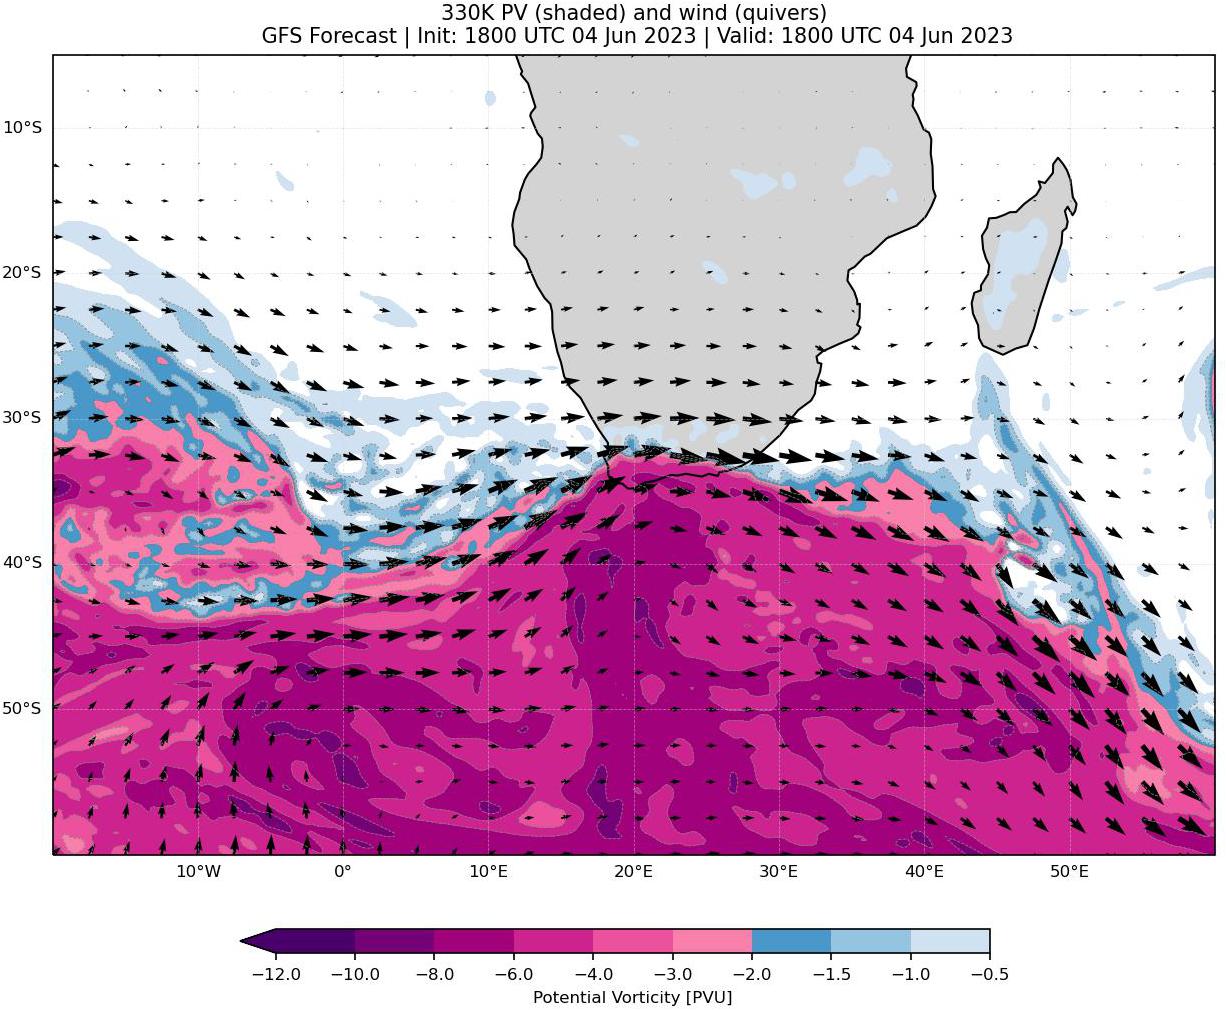 330K PV (shaded) and wind (quivers)
GFS Forecast | Init: 1800 UTC 04 Jun 2023 | Valid: 1800 UTC 04 Jun 2023
10°S
20°S
30°S
40°S
50°S
10°W 0° 10°E 20°E 30°E 40°E 50°E
−12.0 −10.0 −8.0 −6.0 −4.0 −3.0 −2.0 −1.5 −1.0 −0.5
Potential Vorticity [PVU]